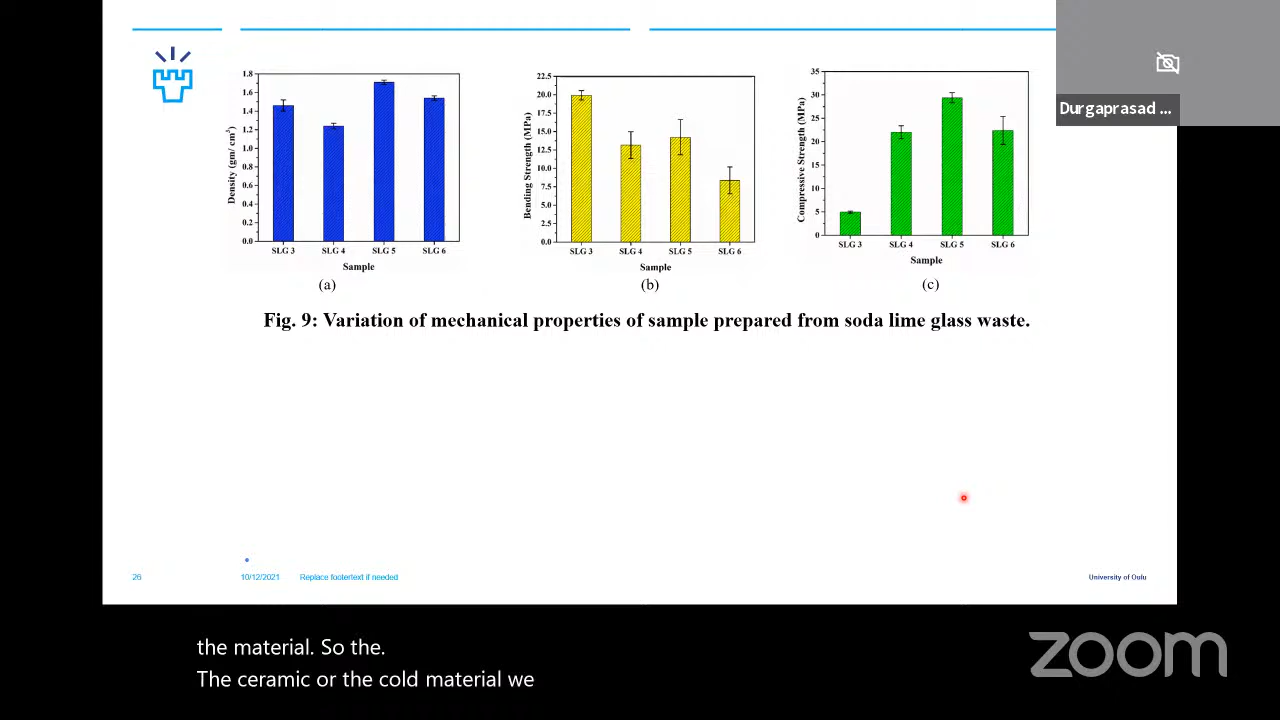 Durgaprasad ...
1.8
1.6
1.4
1.2
1.0
0.8
0.6
0.4
0.2
0.0
Density (gm/ cm³)
SLG 3 SLG 4 SLG 5 SLG 6
Sample
(a)
22.5
20.0
17.5
15.0
12.5
10.0
7.5
5.0
2.5
0.0
Bending Strength (MPa)
SLG 3 SLG 4 SLG 5 SLG 6
Sample
(b)
35
30
25
20
15
10
5
0
Compressive Strength (MPa)
SLG 3 SLG 4 SLG 5 SLG 6
Sample
(c)
Fig. 9: Variation of mechanical properties of sample prepared from soda lime glass waste.
26 10/12/2021 Replace footertext if needed University of Oulu
the material. So the.
The ceramic or the cold material we
zoom